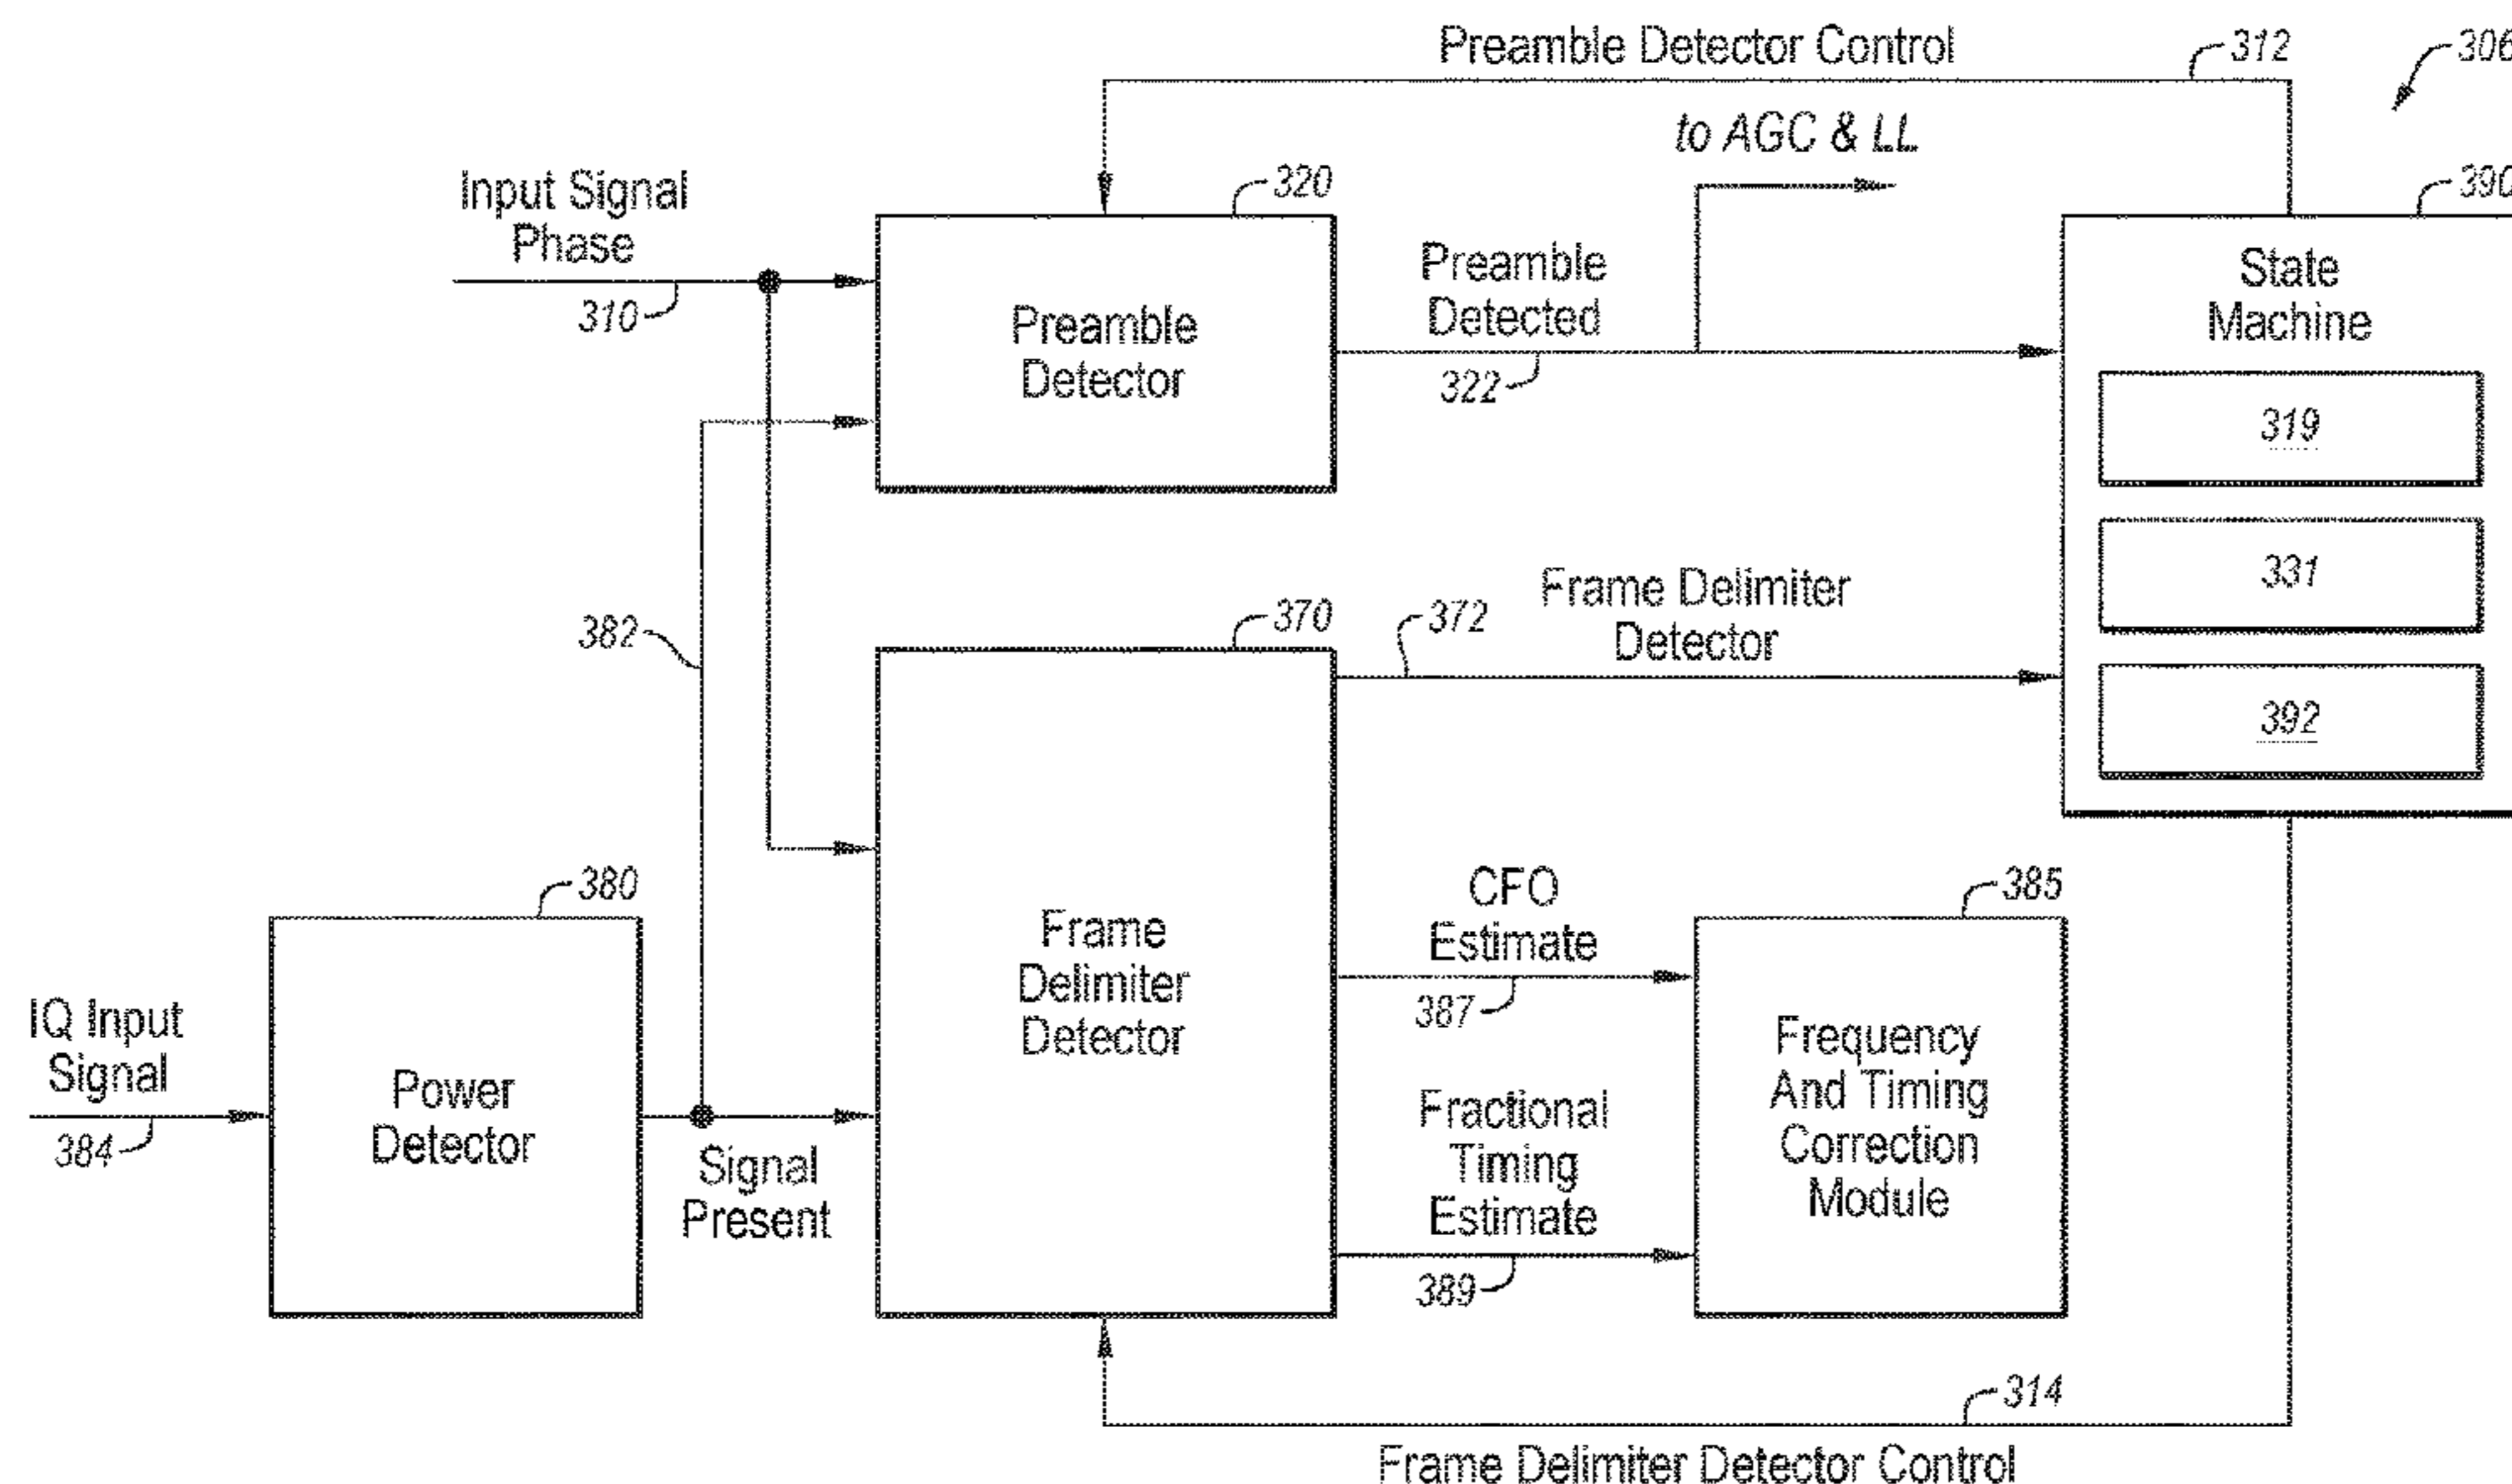 Preamble Detector Control
312
306
to AGC & LL
Input Signal
Phase
310
320
390
Preamble
Detector
Preamble
Detected
322
State
Machine
319
331
392
382
370
372
Frame Delimiter
Detector
380
Frame
Delimiter
Detector
CFO
Estimate
387
385
IQ Input
Signal
384
Power
Detector
Signal
Present
Fractional
Timing
Estimate
389
Frequency
And Timing
Correction
Module
314
Frame Delimiter Detector Control